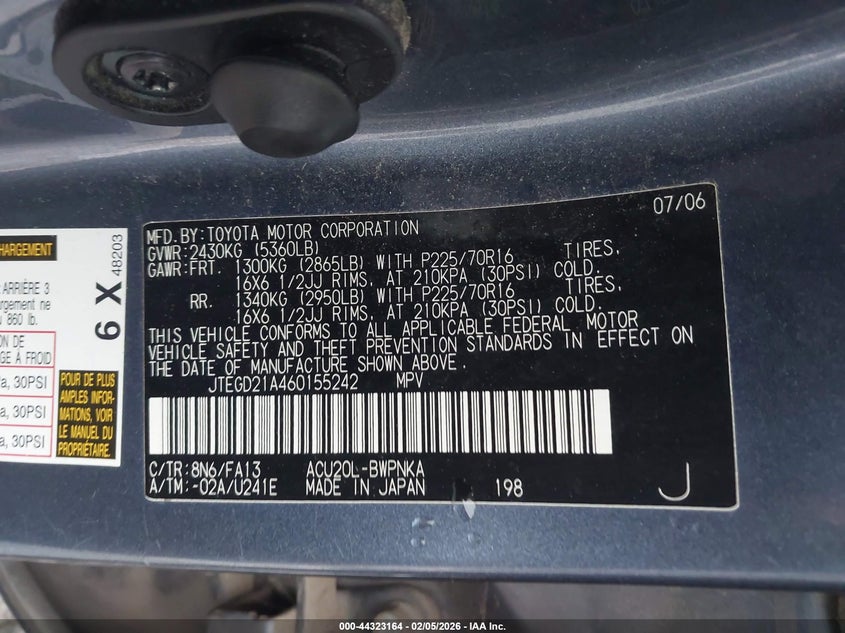 HARGEMENT
ARRIÈRE 3
argement ne
860 lb.
ON DE
GE À FROID
a, 30PSI
a, 30PSI
a, 30PSI
6 X 48203
POUR DE PLUS
AMPLES INFOR-
MATIONS, VOIR
LE MANUEL DU
PROPRIÉTAIRE.
07/06
MFD.BY:TOYOTA MOTOR CORPORATION
GVWR:2430KG (5360LB)
GAWR:FRT. 1300KG (2865LB) WITH P225/70R16 TIRES,
16X6 1/2JJ RIMS, AT 210KPA (30PSI) COLD.
RR. 1340KG (2950LB) WITH P225/70R16 TIRES,
16X6 1/2JJ RIMS, AT 210KPA (30PSI) COLD.
THIS VEHICLE CONFORMS TO ALL APPLICABLE FEDERAL MOTOR
VEHICLE SAFETY AND THEFT PREVENTION STANDARDS IN EFFECT ON
THE DATE OF MANUFACTURE SHOWN ABOVE.
JTEGD21A460155242 MPV
C/TR:8N6/FA13 ACU20L-BWPNKA
A/TM:-02A/U241E MADE IN JAPAN 198 J
000-44323164 - 02/05/2026 - IAA Inc.